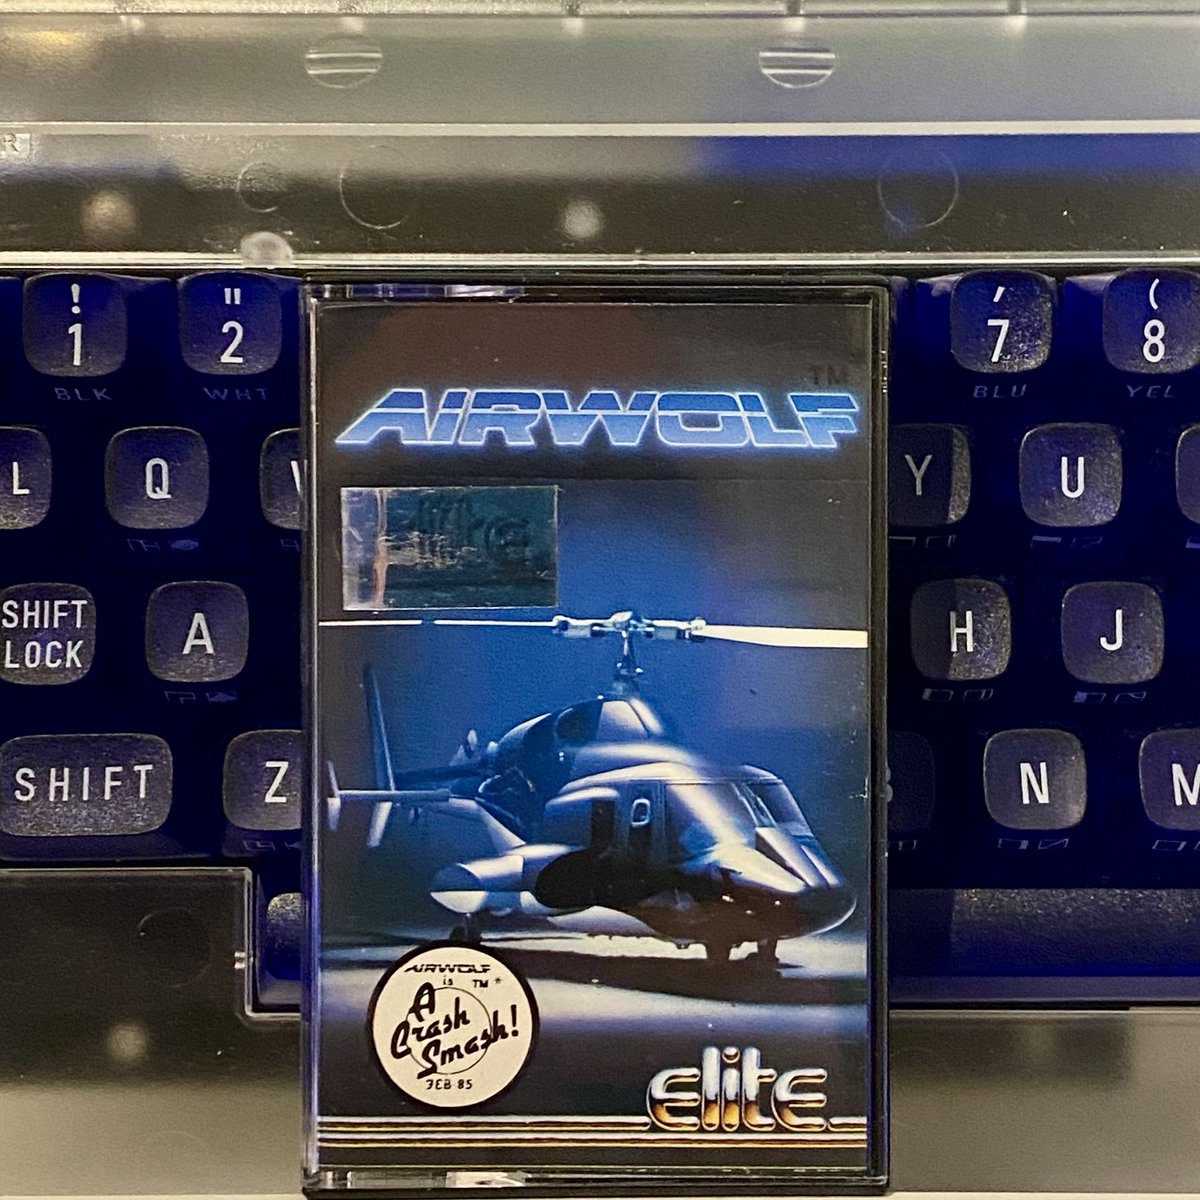 R
!
1
BLK
"
2
WHT
'
7
BLU
(
8
YEL
L
Q
Y
U
SHIFT
LOCK
A
H
J
SHIFT
Z
N
M
AIRWOLF
TM
elite
AIRWOLF
is TM *
A
Crash
Smash!
FEB 85
elite